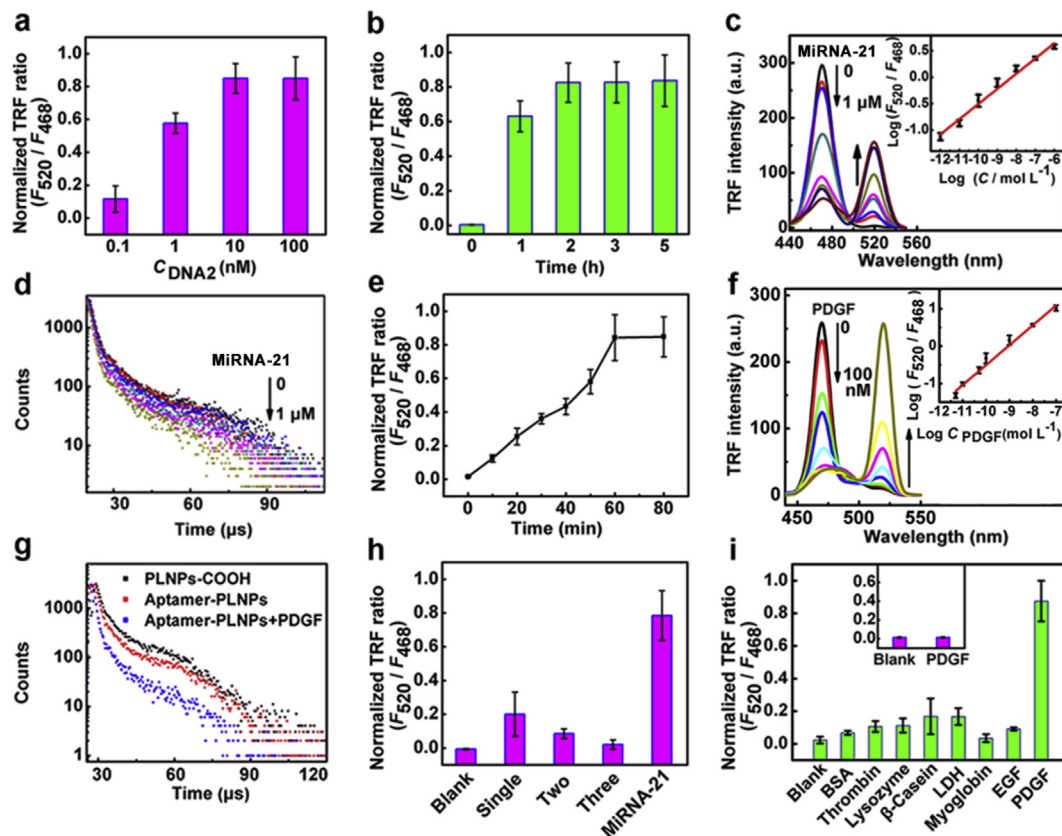 a
Normalized TRF ratio
(F520 / F468)
1.0
0.8
0.6
0.4
0.2
0.0
0.1 1 10 100
CDNA2 (nM)
b
Normalized TRF ratio
(F520 / F468)
1.0
0.8
0.6
0.4
0.2
0.0
0 1 2 3 5
Time (h)
c
TRF intensity (a.u.)
300
200
100
0
440 480 520 560
Wavelength (nm)
MiRNA-21
0
1 μM
Log (F520 / F468)
0.0
-1.0
-12 -11 -10 -9 -8 -7 -6
Log (C / mol L-1)
d
Counts
1000
100
10
30 60 90
Time (μs)
MiRNA-21
0
1 μM
e
Normalized TRF ratio
(F520 / F468)
1.0
0.8
0.6
0.4
0.2
0.0
0 20 40 60 80
Time (min)
f
TRF intensity (a.u.)
300
200
100
0
450 500 550
Wavelength (nm)
PDGF
0
100
nM
Log (F520 / F468)
1
0
-1
-11 -10 -9 -8 -7
Log C PDGF(mol L-1)
g
Counts
1000
100
10
1
30 60 90 120
Time (μs)
PLNPs-COOH
Aptamer-PLNPs
Aptamer-PLNPs+PDGF
h
Normalized TRF ratio
(F520 / F468)
1.0
0.8
0.6
0.4
0.2
0.0
Blank
Single
Two
Three
MiRNA-21
i
Normalized TRF ratio
(F520 / F468)
1.0
0.8
0.6
0.4
0.2
0.0
0.6
0.4
0.2
0.0
Blank PDGF
Blank
BSA
Thrombin
Lysozyme
β-Casein
LDH
Myoglobin
EGF
PDGF